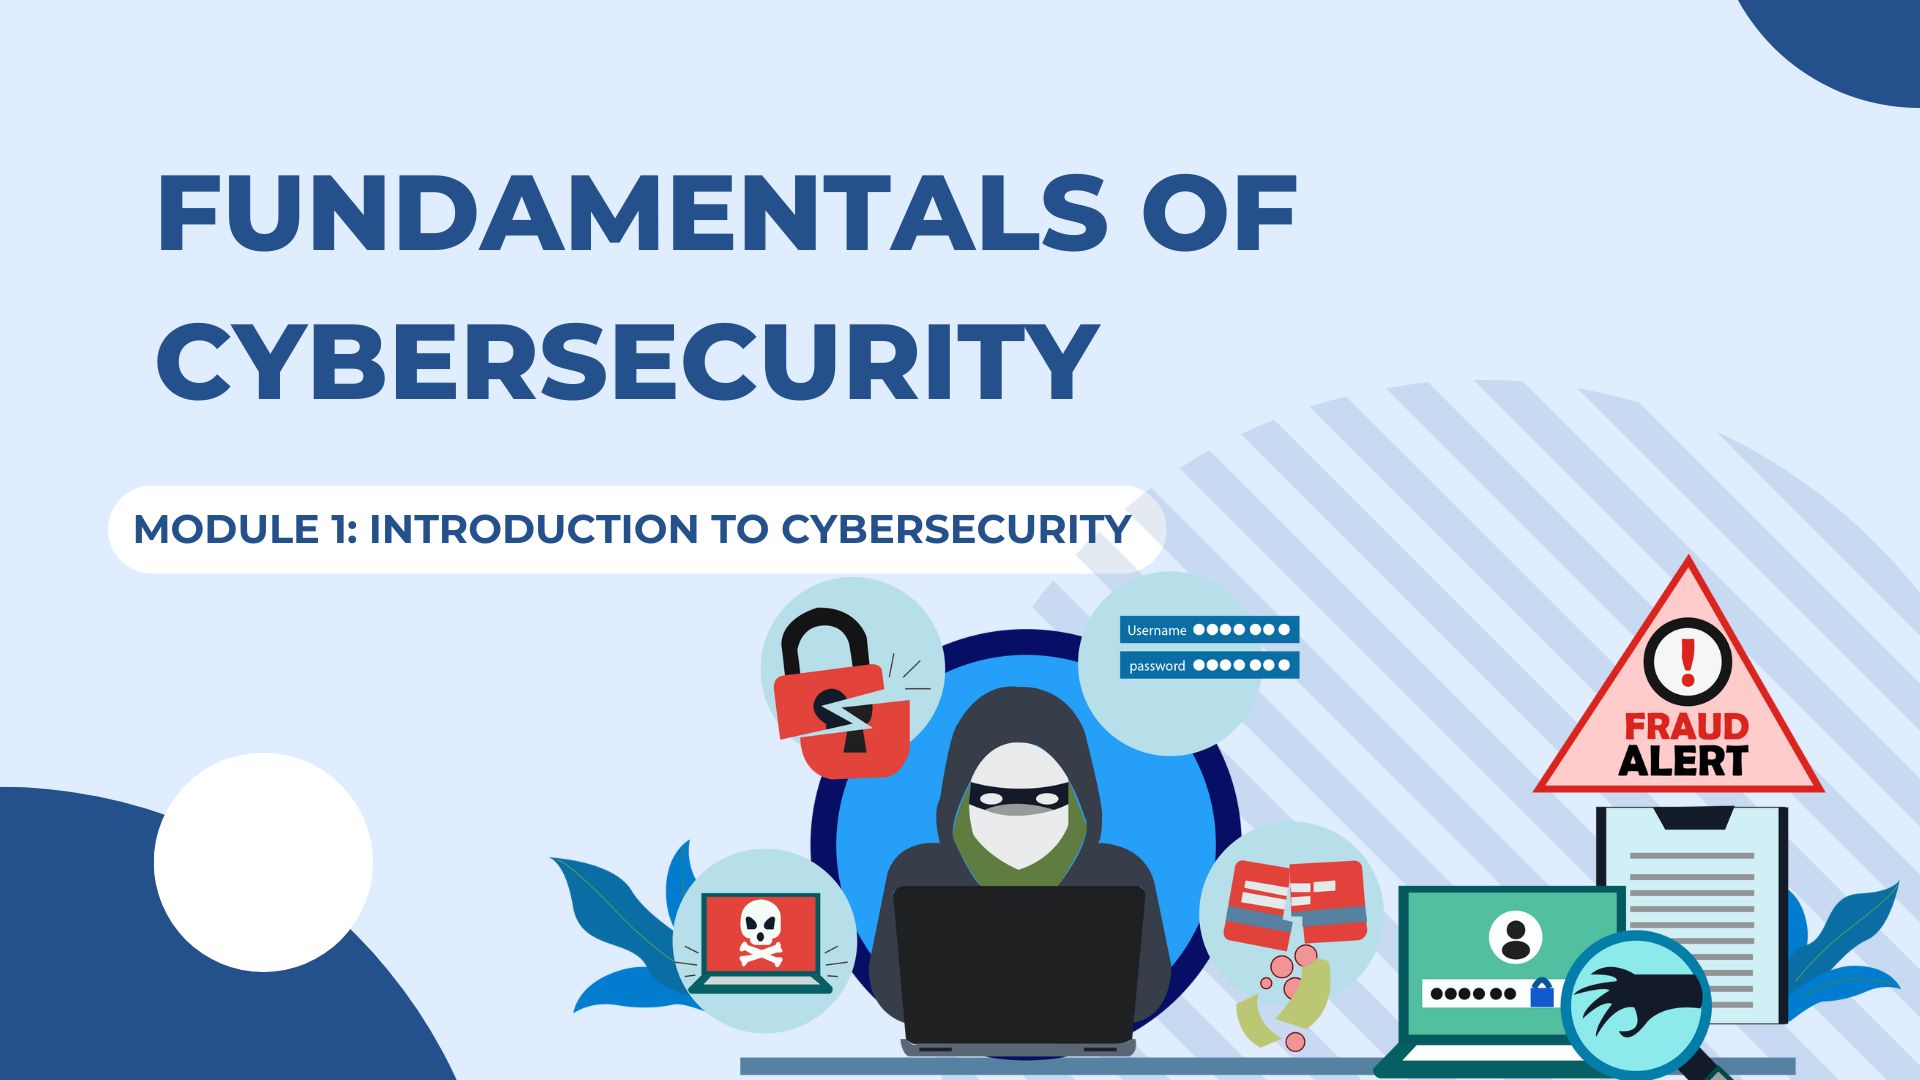 FUNDAMENTALS OF
CYBERSECURITY
MODULE 1: INTRODUCTION TO CYBERSECURITY
Username
password
FRAUD
ALERT